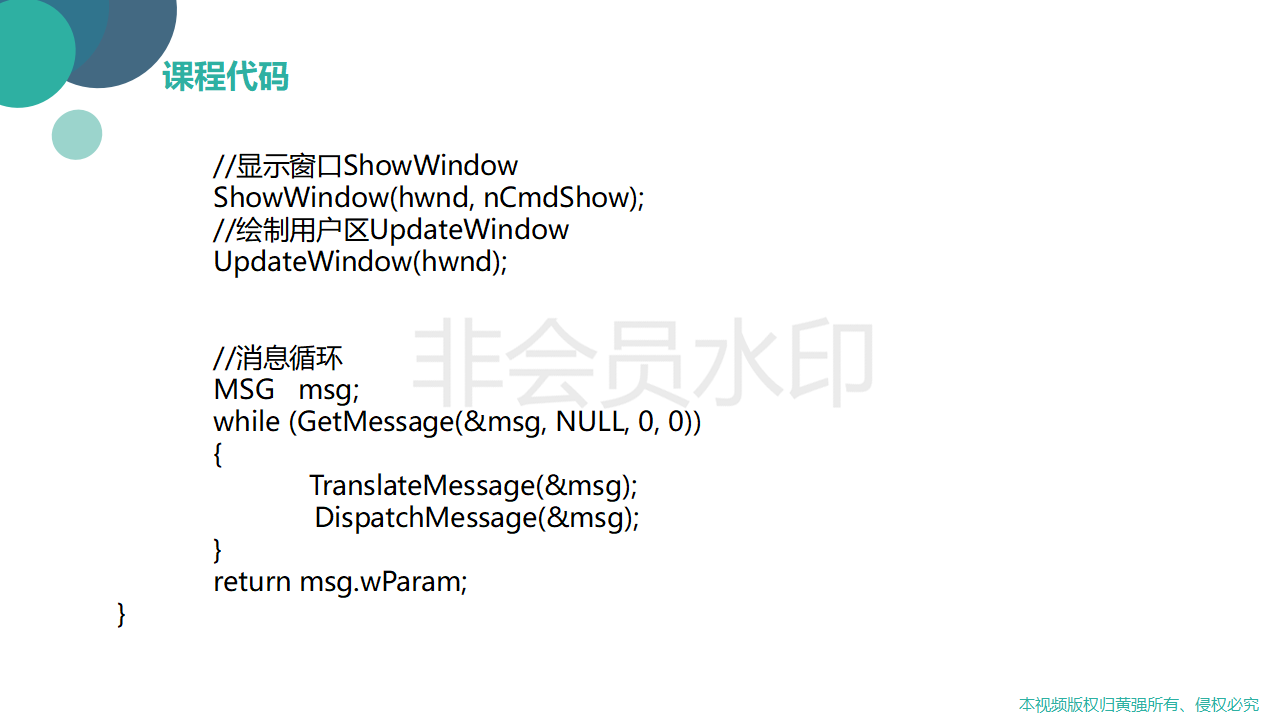 课程代码
//显示窗口ShowWindow
ShowWindow(hwnd, nCmdShow);
//绘制用户区UpdateWindow
UpdateWindow(hwnd);
非会员水印
//消息循环
MSG   msg;
while (GetMessage(&msg, NULL, 0, 0))
{
TranslateMessage(&msg);
DispatchMessage(&msg);
}
return msg.wParam;
}
本视频版权归黄强所有、侵权必究